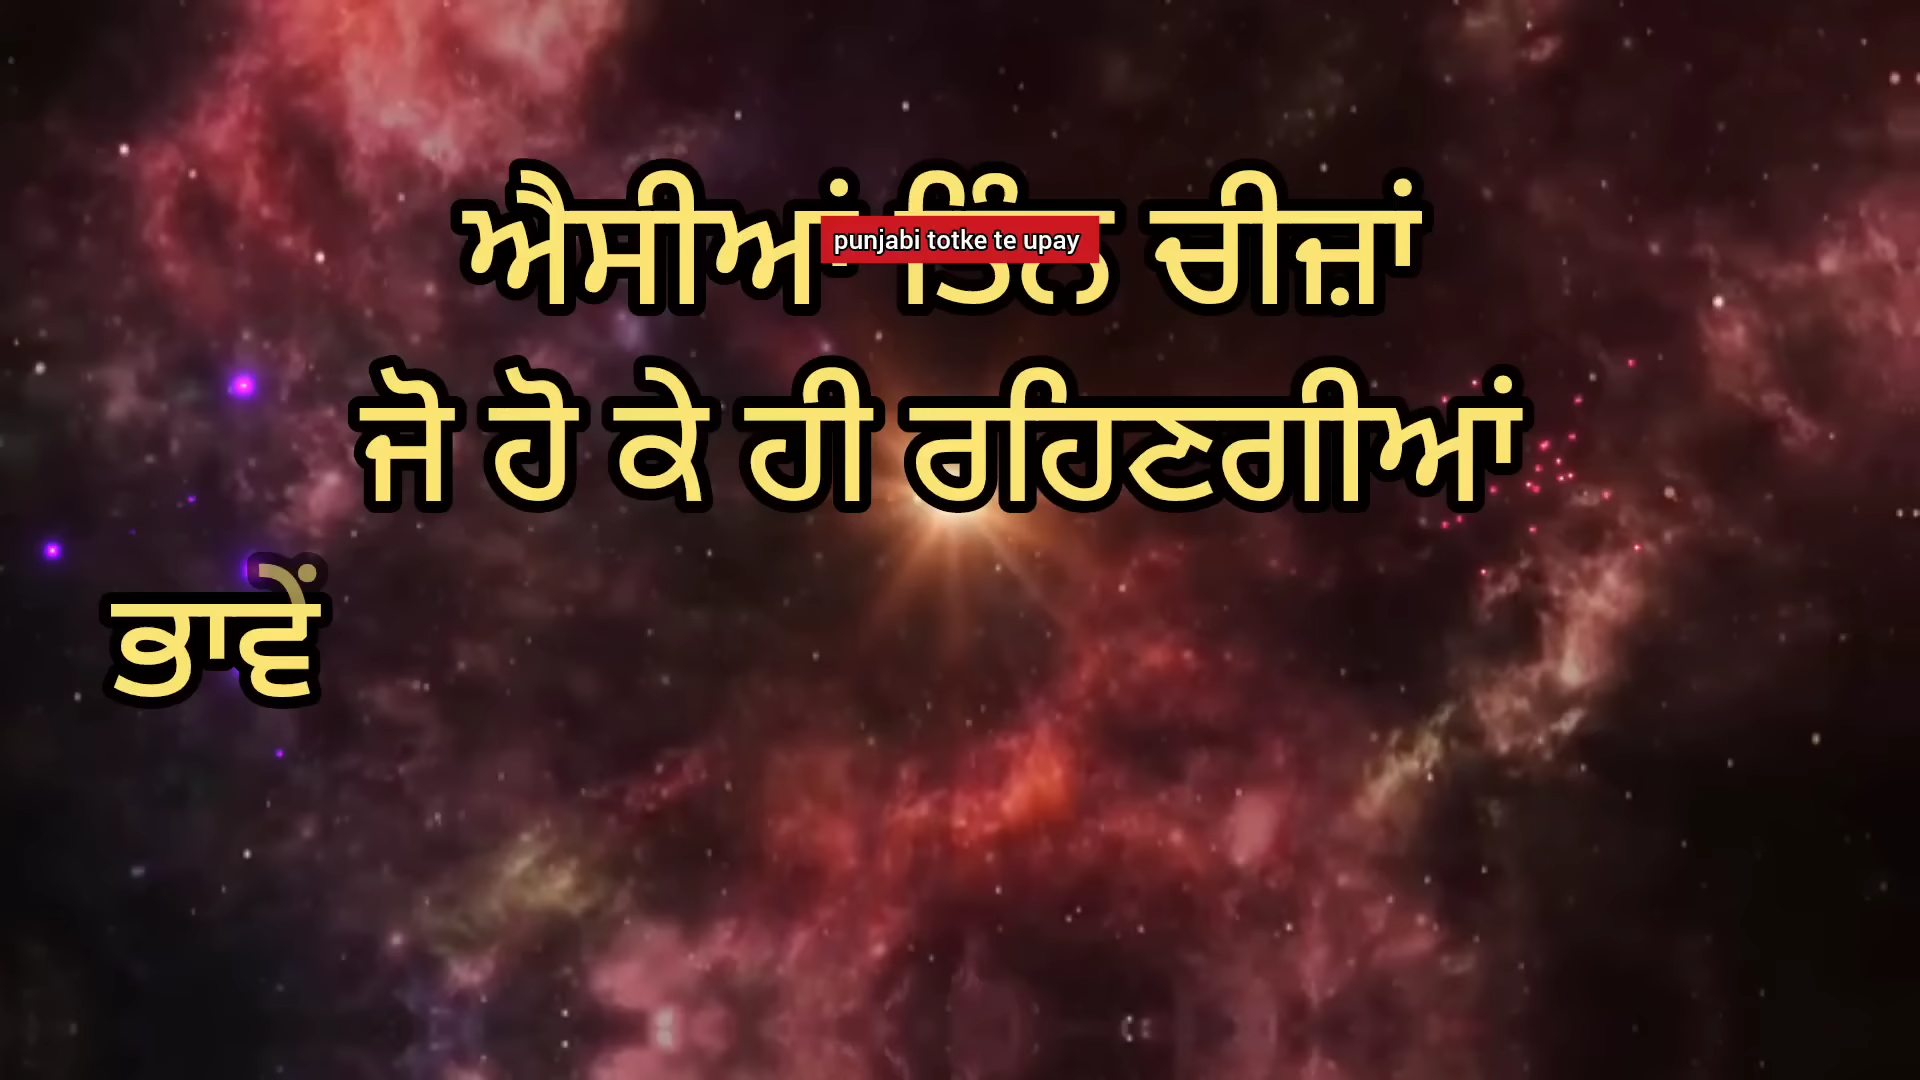 ਐਸੀਆਂ ਤਿੰਨ ਚੀਜ਼ਾਂ
punjabi totke te upay
ਜੋ ਹੋ ਕੇ ਹੀ ਰਹਿਣਗੀਆਂ
ਭਾਵੇਂ